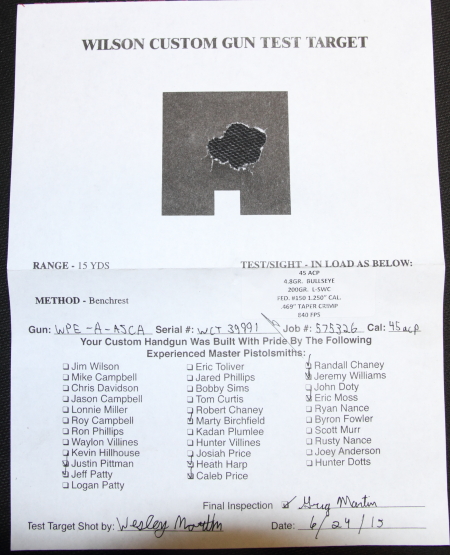 WILSON CUSTOM GUN TEST TARGET
RANGE - 15 YDS
TEST/SIGHT - IN LOAD AS BELOW:
45 ACP
4.8GR. BULLSEYE
200GR. L-SWC
FED. #150 1.250" CAL.
.469" TAPER CRIMP
840 FPS
METHOD - Benchrest
Gun: WPE-A-ASCA Serial #: WCT 39991 Job #: 575326 Cal: 45acp
Your Custom Handgun Was Built With Pride By The Following
Experienced Master Pistolsmiths:
Jim Wilson
Mike Campbell
Chris Davidson
Jason Campbell
Lonnie Miller
Roy Campbell
Ron Phillips
Waylon Villines
Kevin Hillhouse
Justin Pittman
Jeff Patty
Logan Patty
Eric Toliver
Jared Phillips
Bobby Sims
Tom Curtis
Robert Chaney
Marty Birchfield
Kadan Plumlee
Hunter Villines
Josiah Price
Heath Harp
Caleb Price
Randall Chaney
Jeremy Williams
John Doty
Eric Moss
Ryan Nance
Byron Fowler
Scott Murr
Rusty Nance
Joey Anderson
Hunter Dotts
Final Inspection Greg Martin
Test Target Shot by: Wesley Martin Date: 6/24/15